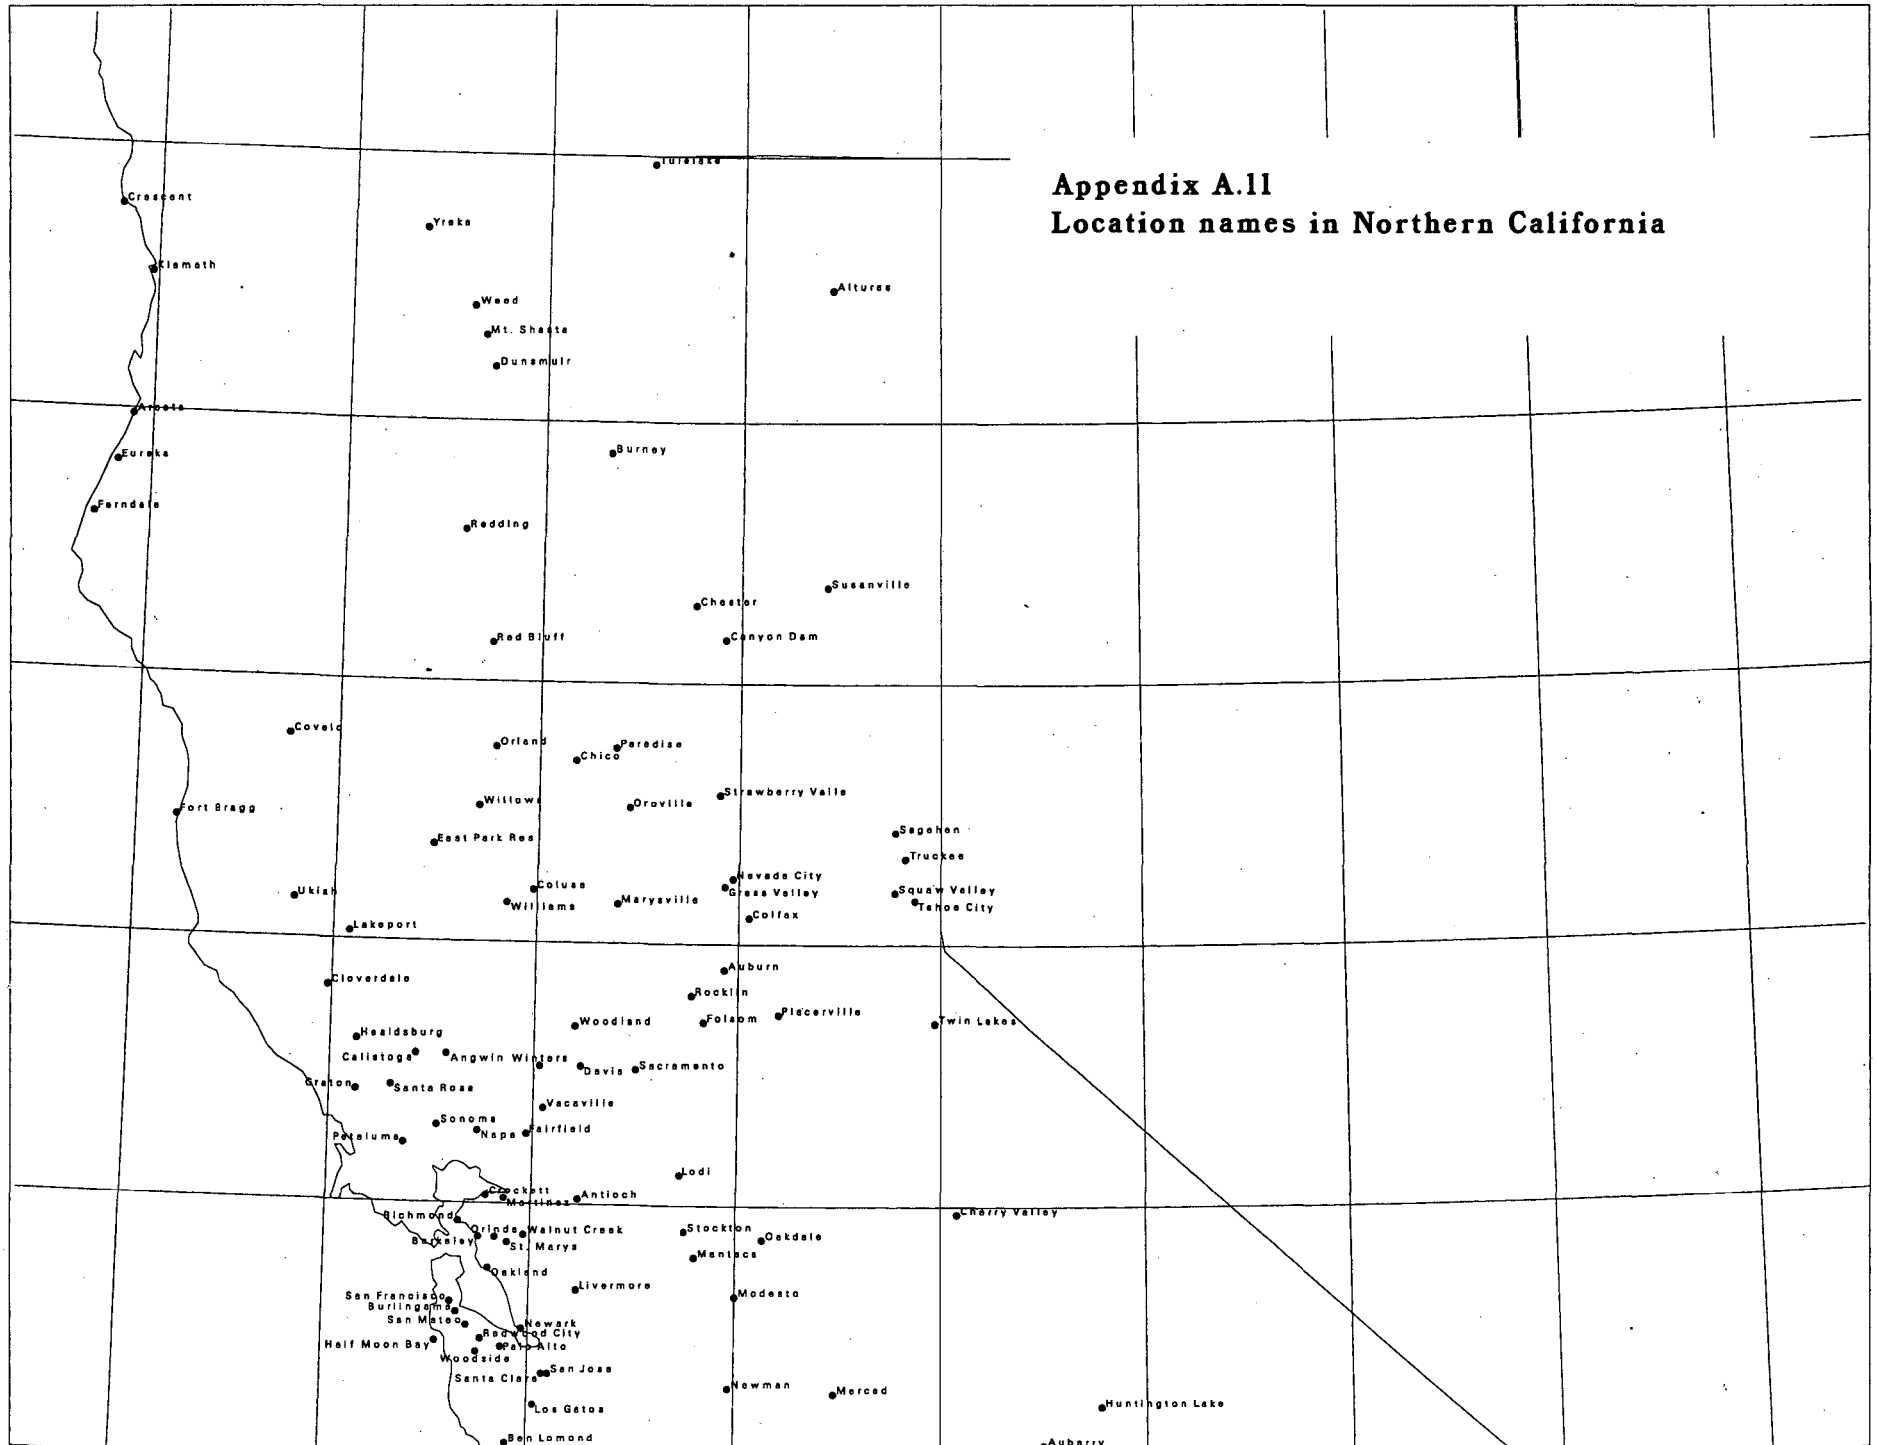 Tulelake
Appendix A.11
Location names in Northern California
Crescent
Yreka
Klamath
Alturas
Weed
Mt. Shasta
Dunsmuir
Arcata
Eureka
Burney
Ferndale
Redding
Susanville
Chester
Red Bluff
Canyon Dam
Covelo
Orland
Paradise
Chico
Strawberry Valle
Willows
Oroville
Fort Bragg
Sagehen
East Park Res
Truckee
Nevada City
Colusa
Ukiah
Grass Valley
Squaw Valley
Williams
Marysville
Tahoe City
Colfax
Lakeport
Auburn
Cloverdale
Rocklin
Placerville
Woodland
Folsom
Twin Lakes
Healdsburg
Calistoga
Angwin
Winters
Davis
Sacramento
Graton
Santa Rosa
Vacaville
Sonoma
Napa
Fairfield
Petaluma
Lodi
Crockett
Antioch
Martinez
Cherry Valley
Richmond
Orinda
Walnut Creek
Stockton
Oakdale
Berkeley
St. Marys
Manteca
Oakland
Livermore
San Francisco
Modesto
Burlingame
San Mateo
Newark
Redwood City
Half Moon Bay
Palo Alto
Woodside
San Jose
Santa Clara
Newman
Merced
Los Gatos
Huntington Lake
Ben Lomond
Auberry